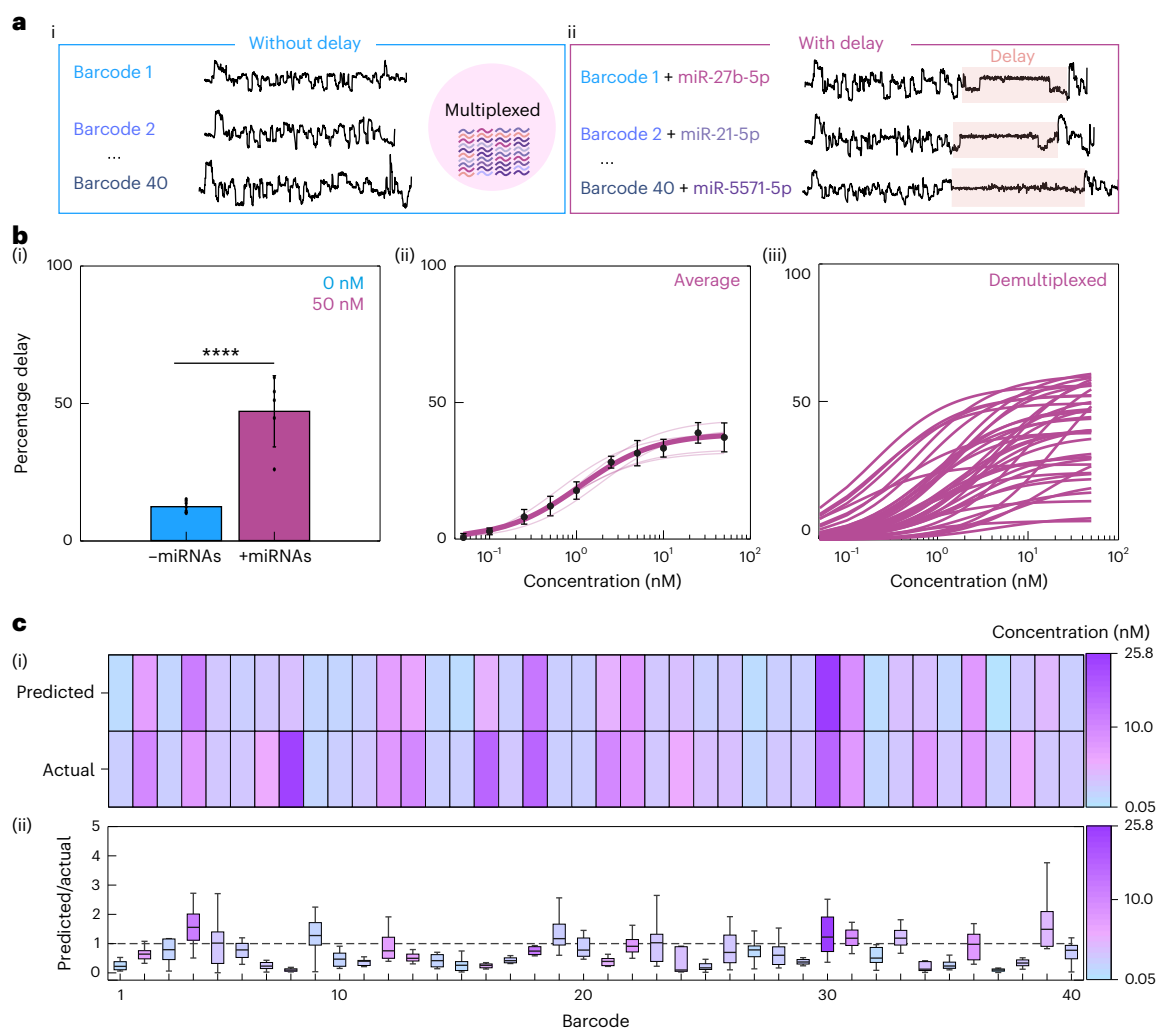 a
i
Without delay
Barcode 1
Barcode 2
...
Barcode 40
Multiplexed
ii
With delay
Delay
Barcode 1 + miR-27b-5p
Barcode 2 + miR-21-5p
...
Barcode 40 + miR-5571-5p
b
(i)
Percentage delay
100
50
0
0 nM
50 nM
****
−miRNAs
+miRNAs
(ii)
100
50
0
Average
10⁻¹ 10⁰ 10¹ 10²
Concentration (nM)
(iii)
100
50
0
Demultiplexed
10⁻¹ 10⁰ 10¹ 10²
Concentration (nM)
c
Concentration (nM)
(i)
Predicted
Actual
25.8
10.0
0.05
(ii)
Predicted/actual
5
4
3
2
1
0
1 10 20 30 40
Barcode
25.8
10.0
0.05